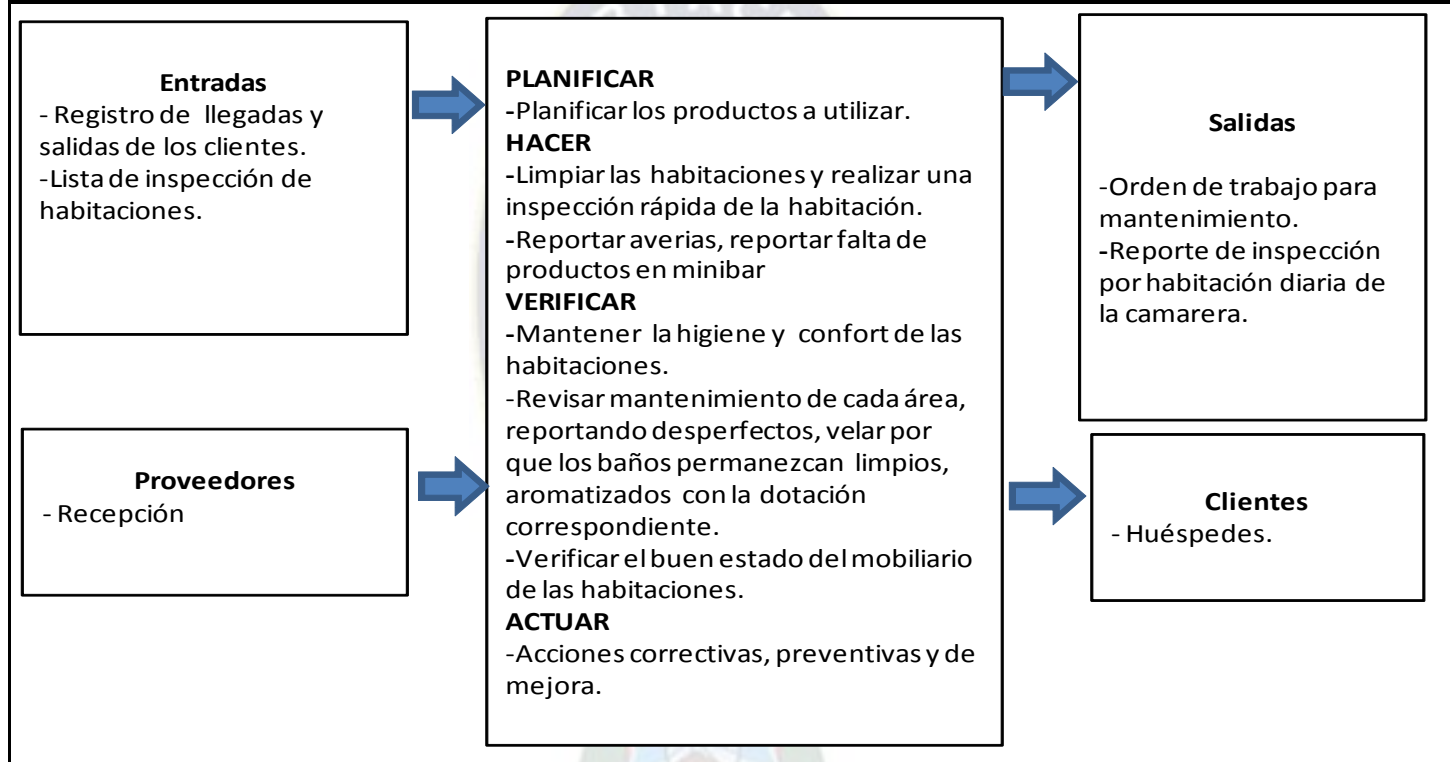 Entradas
- Registro de llegadas y
salidas de los clientes.
-Lista de inspección de
habitaciones.
Proveedores
- Recepción
PLANIFICAR
-Planificar los productos a utilizar.
HACER
-Limpiar las habitaciones y realizar una
inspección rápida de la habitación.
-Reportar averias, reportar falta de
productos en minibar
VERIFICAR
-Mantener la higiene y confort de las
habitaciones.
-Revisar mantenimiento de cada área,
reportando desperfectos, velar por
que los baños permanezcan limpios,
aromatizados con la dotación
correspondiente.
-Verificar el buen estado del mobiliario
de las habitaciones.
ACTUAR
-Acciones correctivas, preventivas y de
mejora.
Salidas
-Orden de trabajo para
mantenimiento.
-Reporte de inspección
por habitación diaria de
la camarera.
Clientes
- Huéspedes.